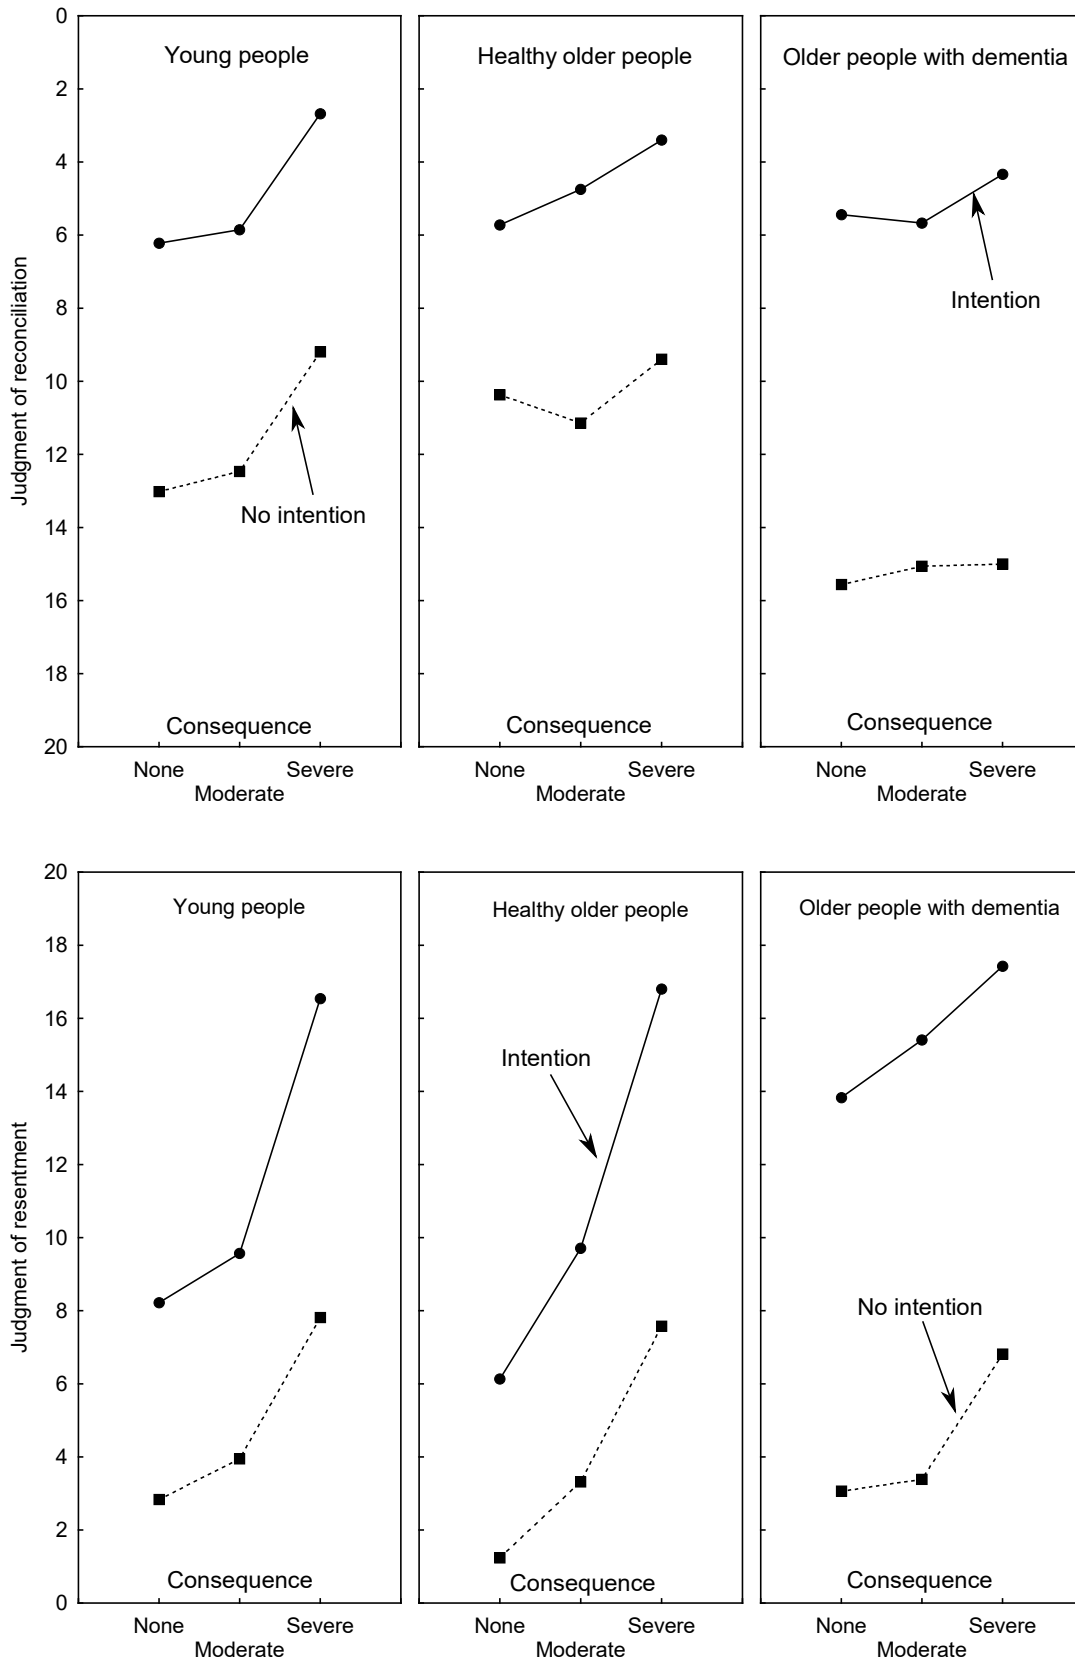 0
2
4
6
8
10
12
14
16
18
20
Judgment of reconciliation
Young people
No intention
Consequence
None
Moderate
Severe
Healthy older people
Consequence
None
Moderate
Severe
Older people with dementia
Intention
Consequence
None
Moderate
Severe
20
18
16
14
12
10
8
6
4
2
0
Judgment of resentment
Young people
Consequence
None
Moderate
Severe
Healthy older people
Intention
Consequence
None
Moderate
Severe
Older people with dementia
No intention
Consequence
None
Moderate
Severe